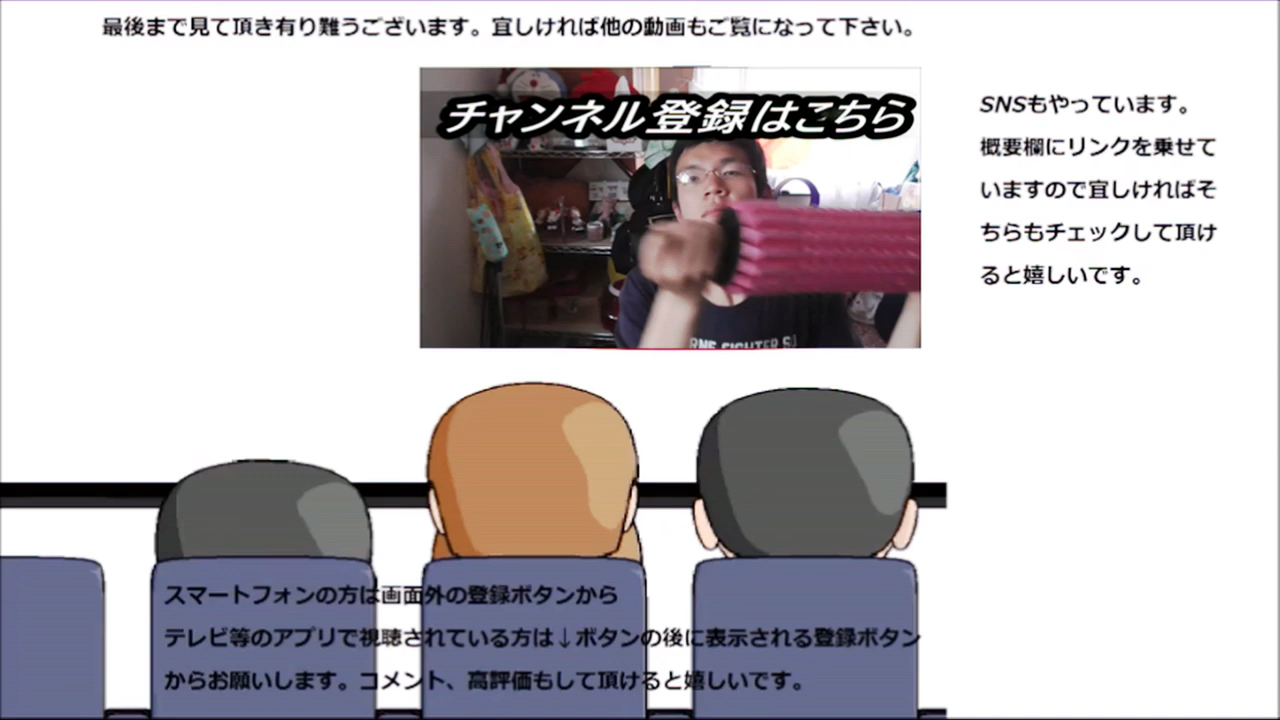 最後まで見て頂き有り難うございます。宜しければ他の動画もご覧になって下さい。
チャンネル登録はこちら
SNSもやっています。
概要欄にリンクを乗せて
いますので宜しければそ
ちらもチェックして頂け
ると嬉しいです。
スマートフォンの方は画面外の登録ボタンから
テレビ等のアプリで視聴されている方は↓ボタンの後に表示される登録ボタン
からお願いします。コメント、高評価もして頂けると嬉しいです。